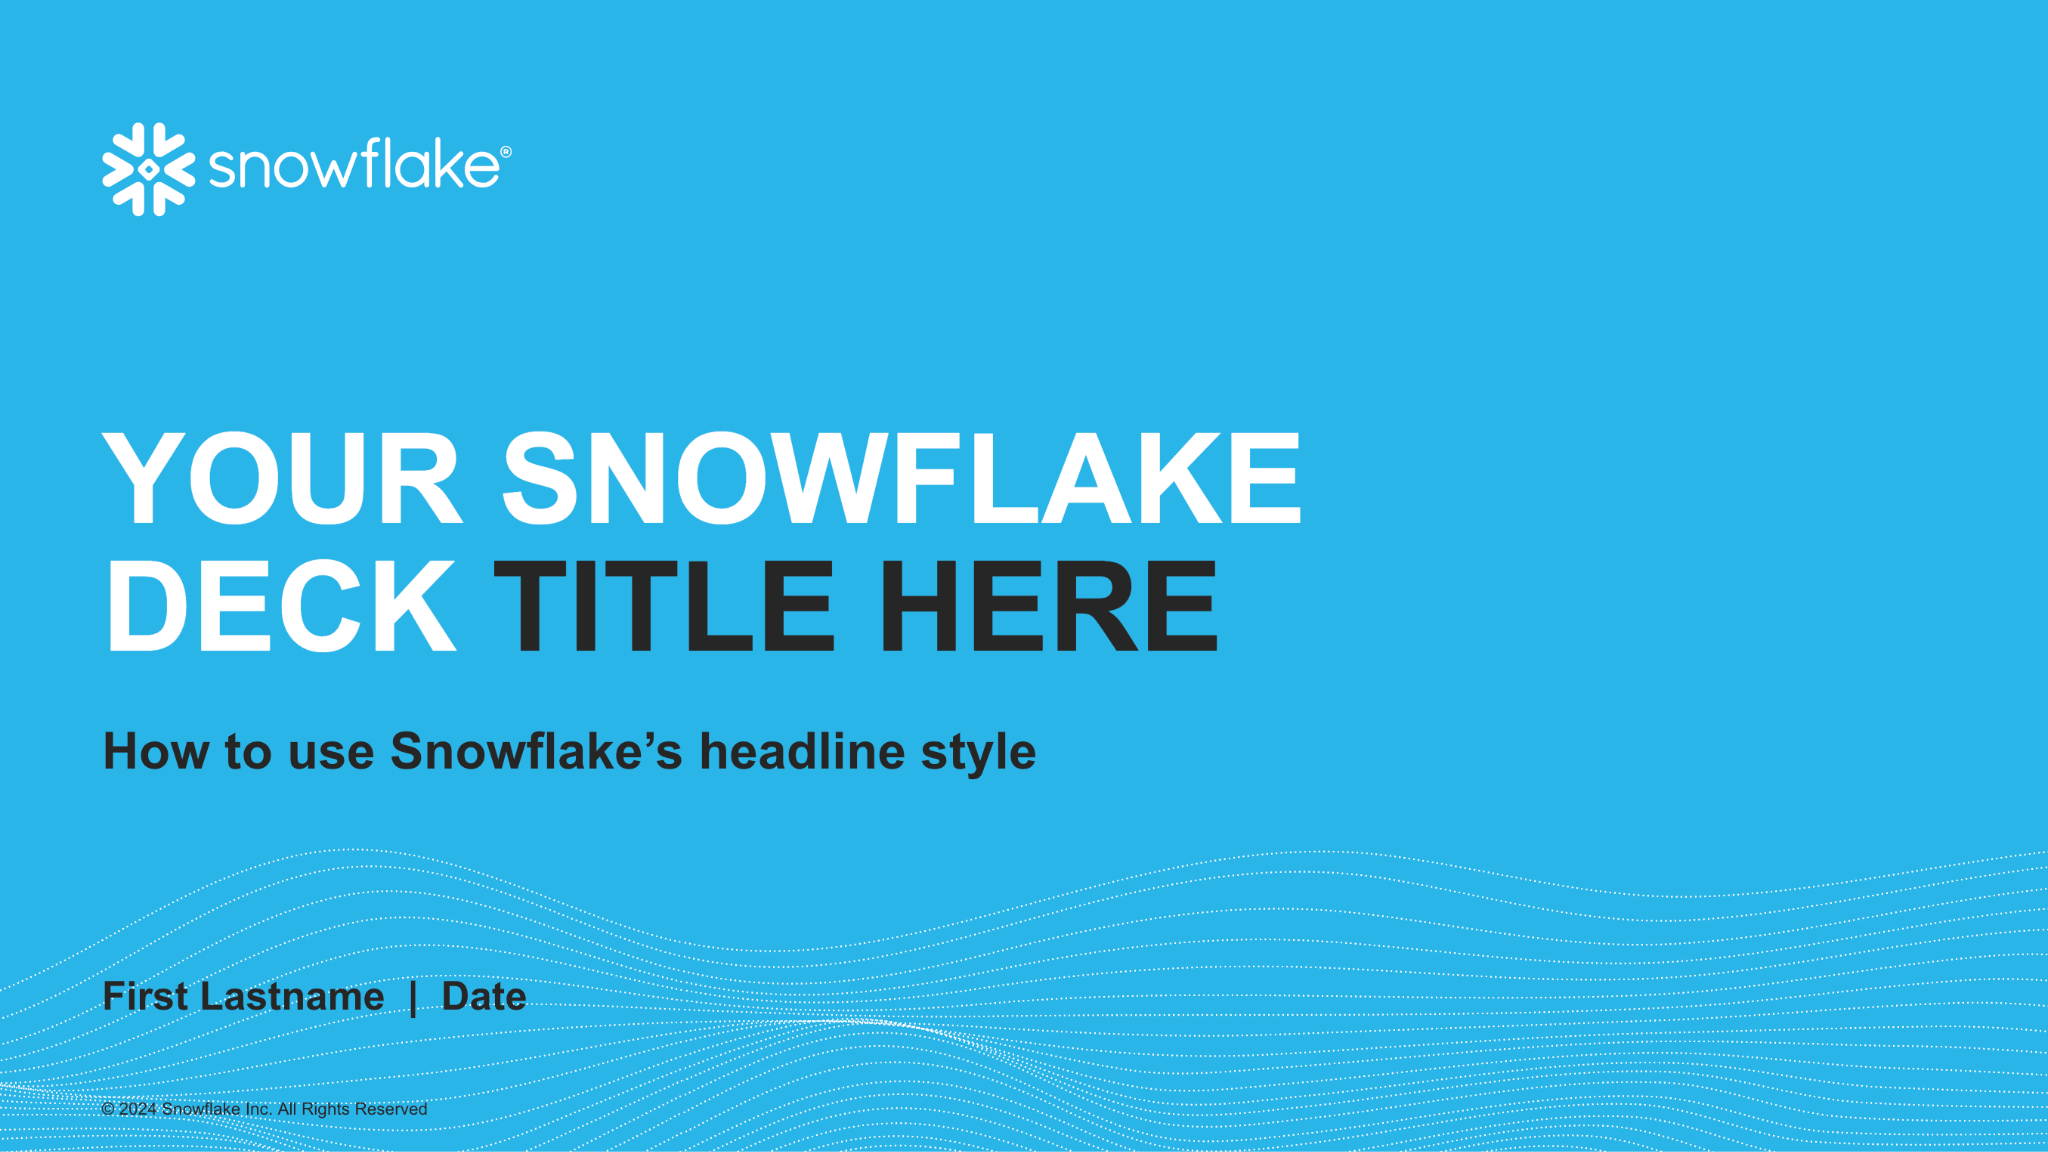 snowflake®
YOUR SNOWFLAKE
DECK TITLE HERE
How to use Snowflake’s headline style
First Lastname | Date
© 2024 Snowflake Inc. All Rights Reserved